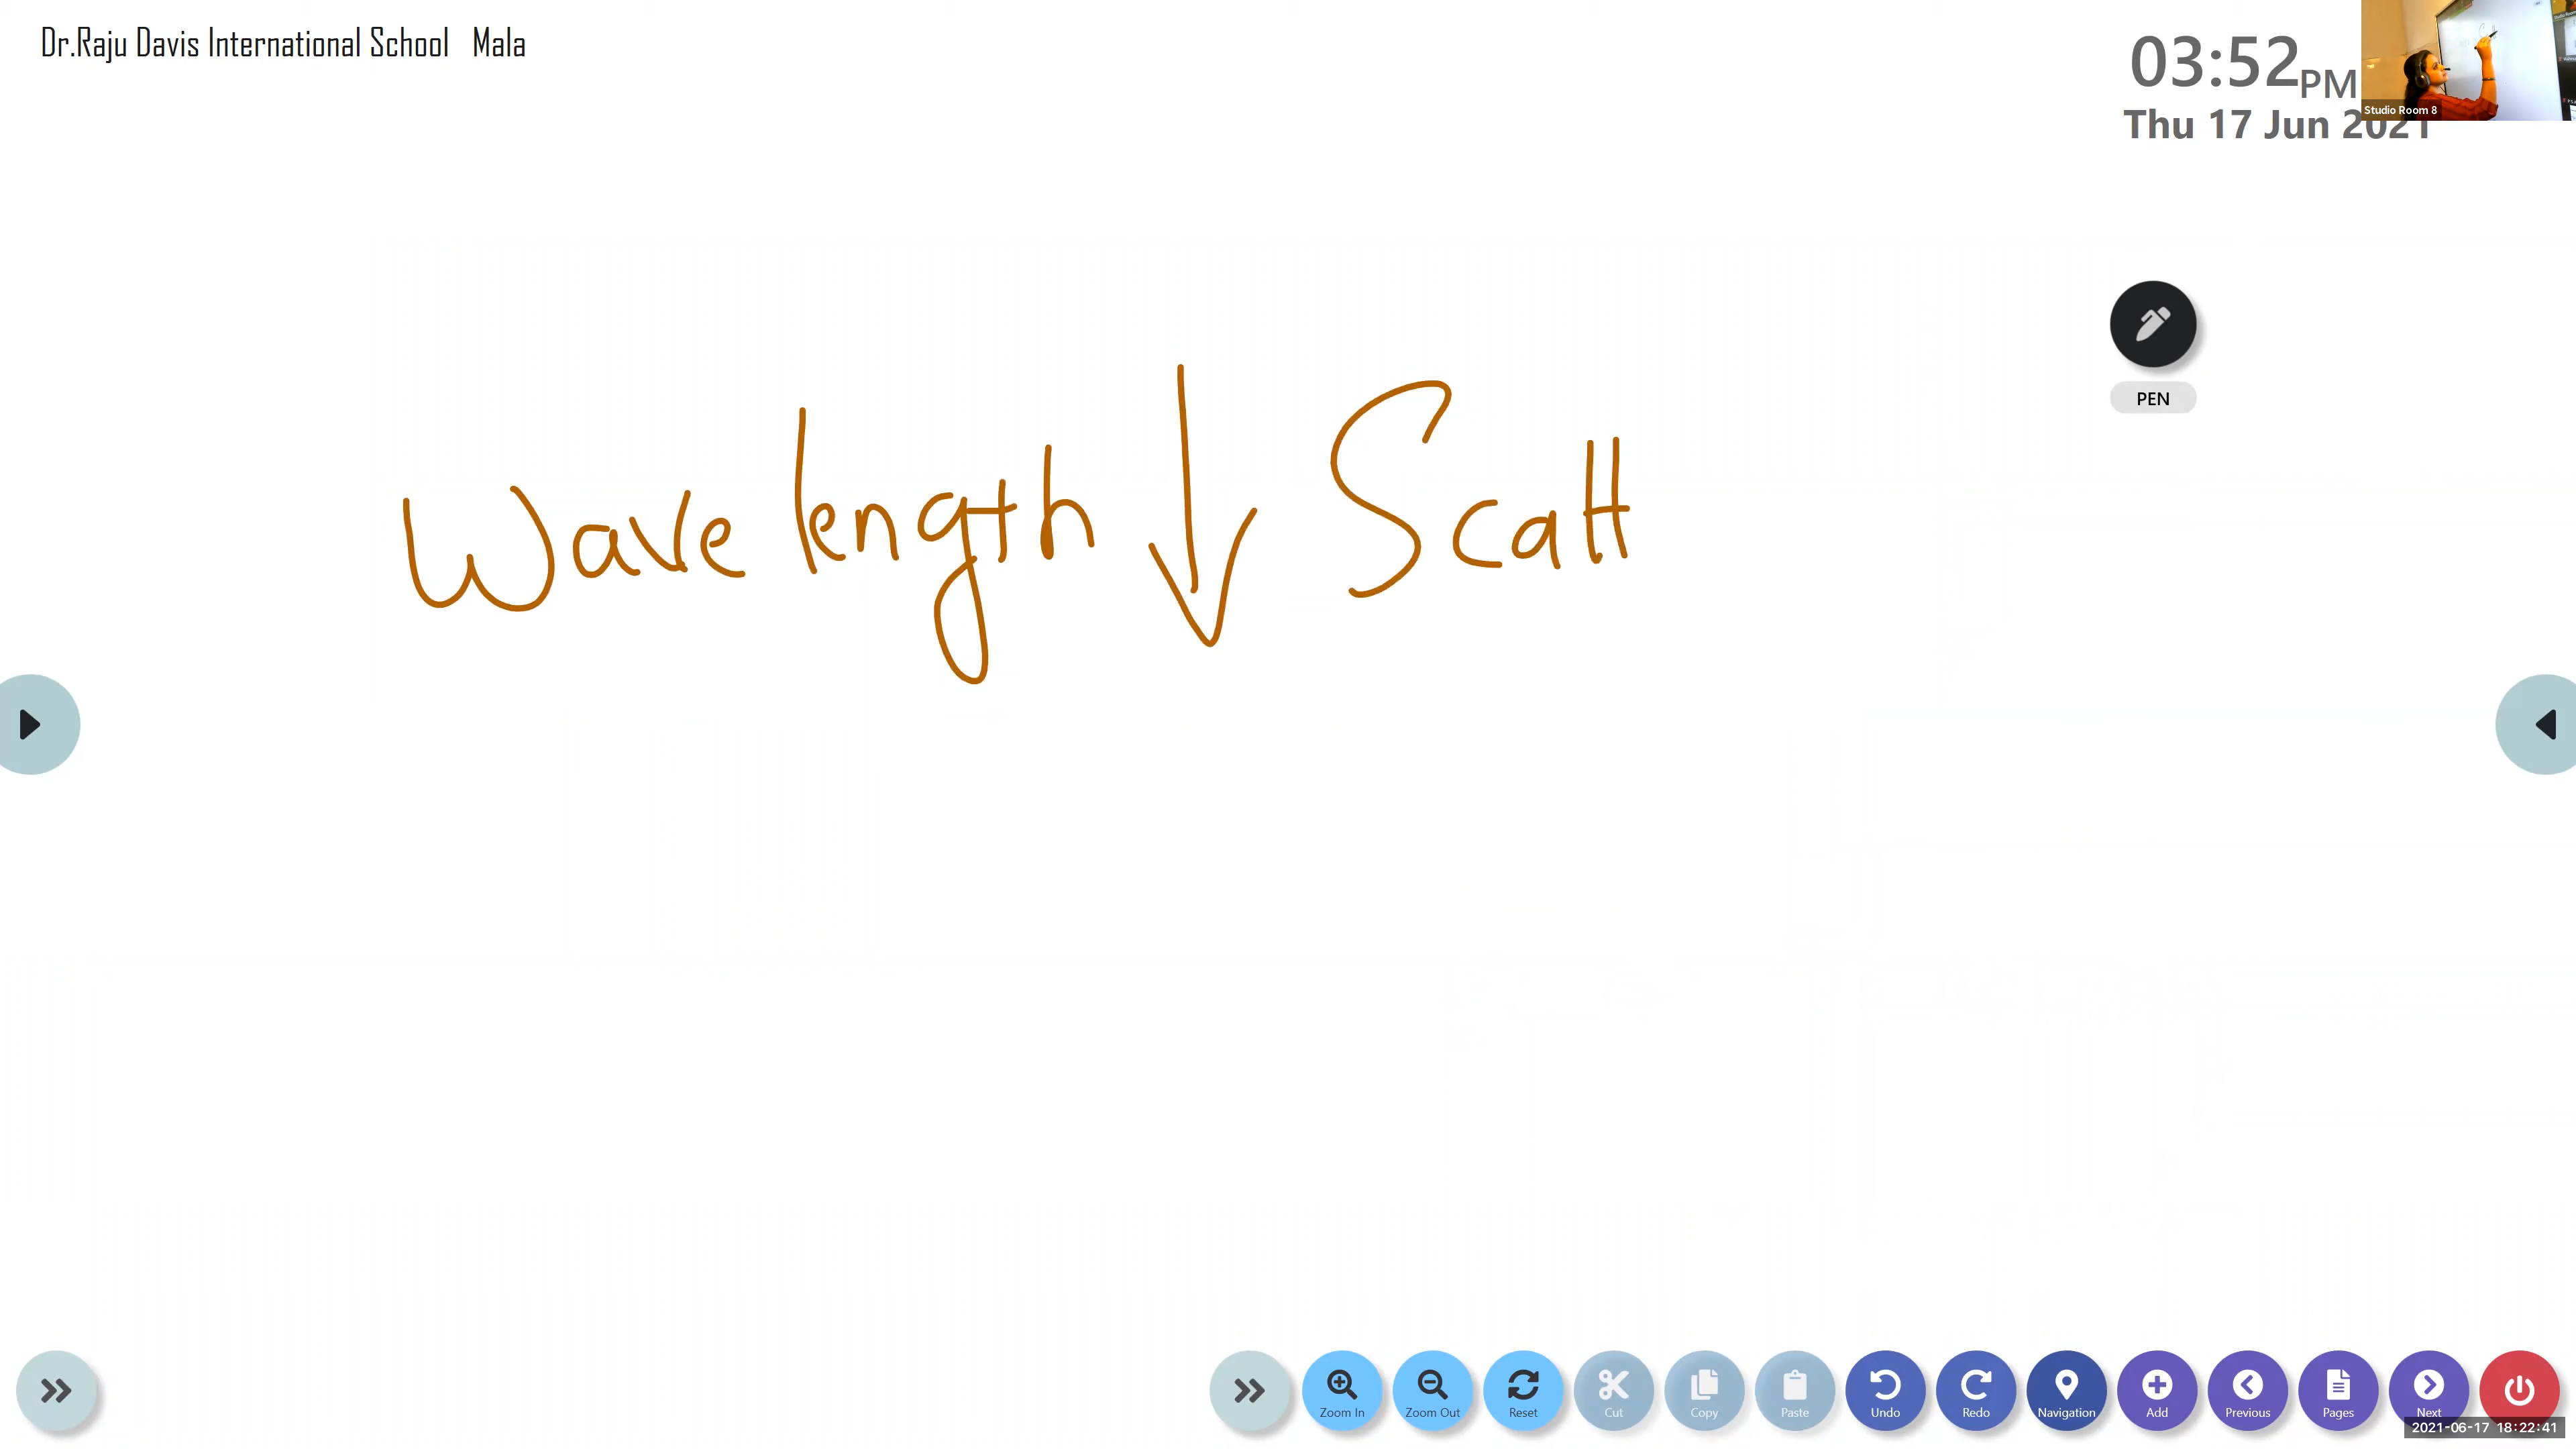 Dr.Raju Davis International School Mala
03:52 PM
Thu 17 Jun 2021
Studio Room 8
PEN
Wavelength ↓ Scatt
Zoom In Zoom Out Reset Cut Copy Paste Undo Redo Navigation Add Previous Pages Next
2021-06-17 18:22:41